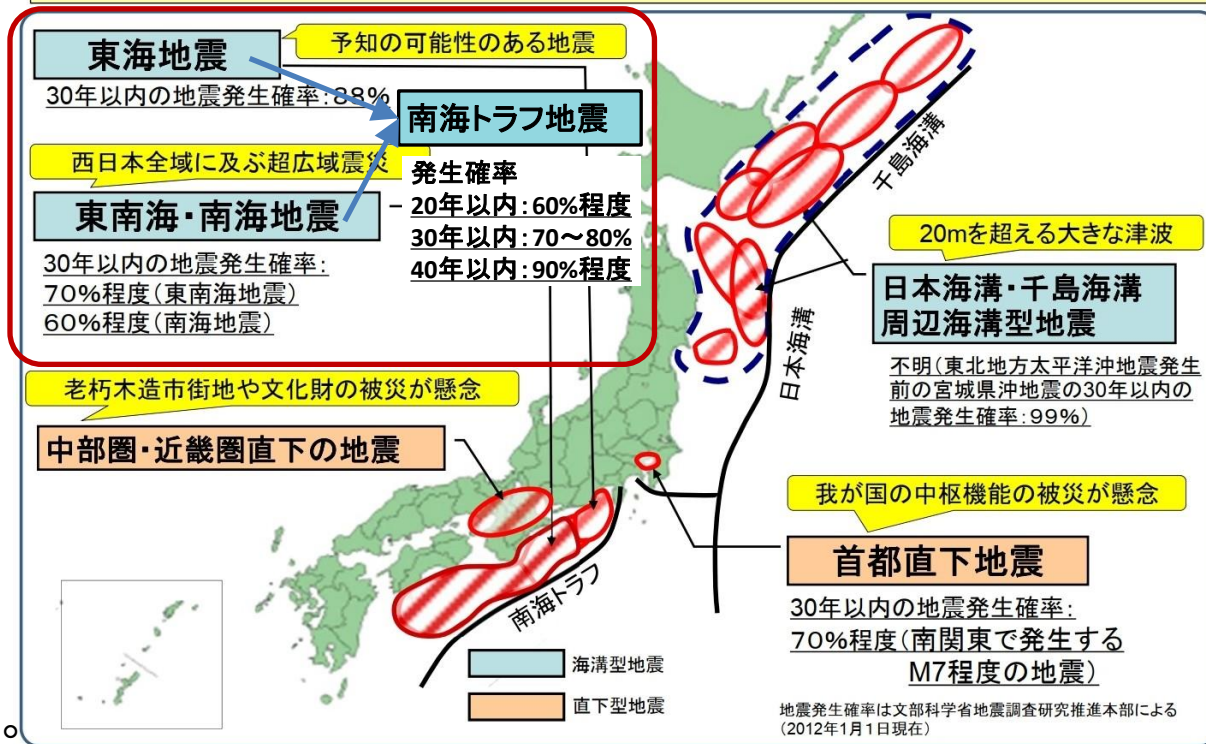 東海地震
予知の可能性のある地震
30年以内の地震発生確率:88%
南海トラフ地震
発生確率
20年以内:60%程度
30年以内:70～80%
40年以内:90%程度
西日本全域に及ぶ超広域震災
東南海・南海地震
30年以内の地震発生確率:
70%程度(東南海地震)
60%程度(南海地震)
千島海溝
20mを超える大きな津波
日本海溝・千島海溝
周辺海溝型地震
不明(東北地方太平洋沖地震発生
前の宮城県沖地震の30年以内の
地震発生確率:99%)
日本海溝
老朽木造市街地や文化財の被災が懸念
中部圏・近畿圏直下の地震
我が国の中枢機能の被災が懸念
首都直下地震
30年以内の地震発生確率:
70%程度(南関東で発生する
M7程度の地震)
南海トラフ
海溝型地震
直下型地震
地震発生確率は文部科学省地震調査研究推進本部による
(2012年1月1日現在)
。